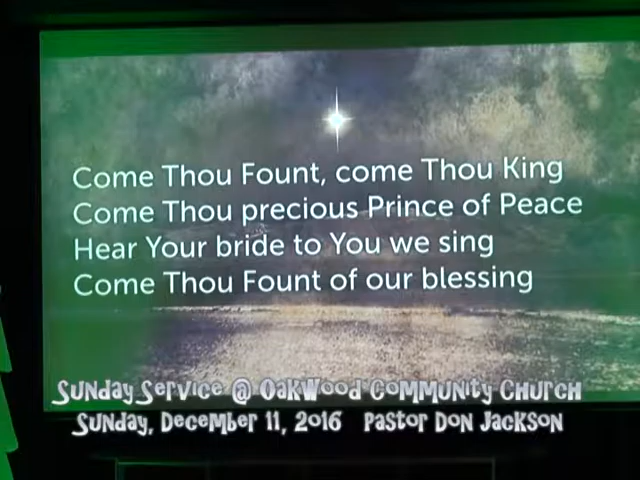 Come Thou Fount, come Thou King
Come Thou precious Prince of Peace
Hear Your bride to You we sing
Come Thou Fount of our blessing
Sunday Service @ Oakwood Community Church
Sunday, December 11, 2016 Pastor Don Jackson